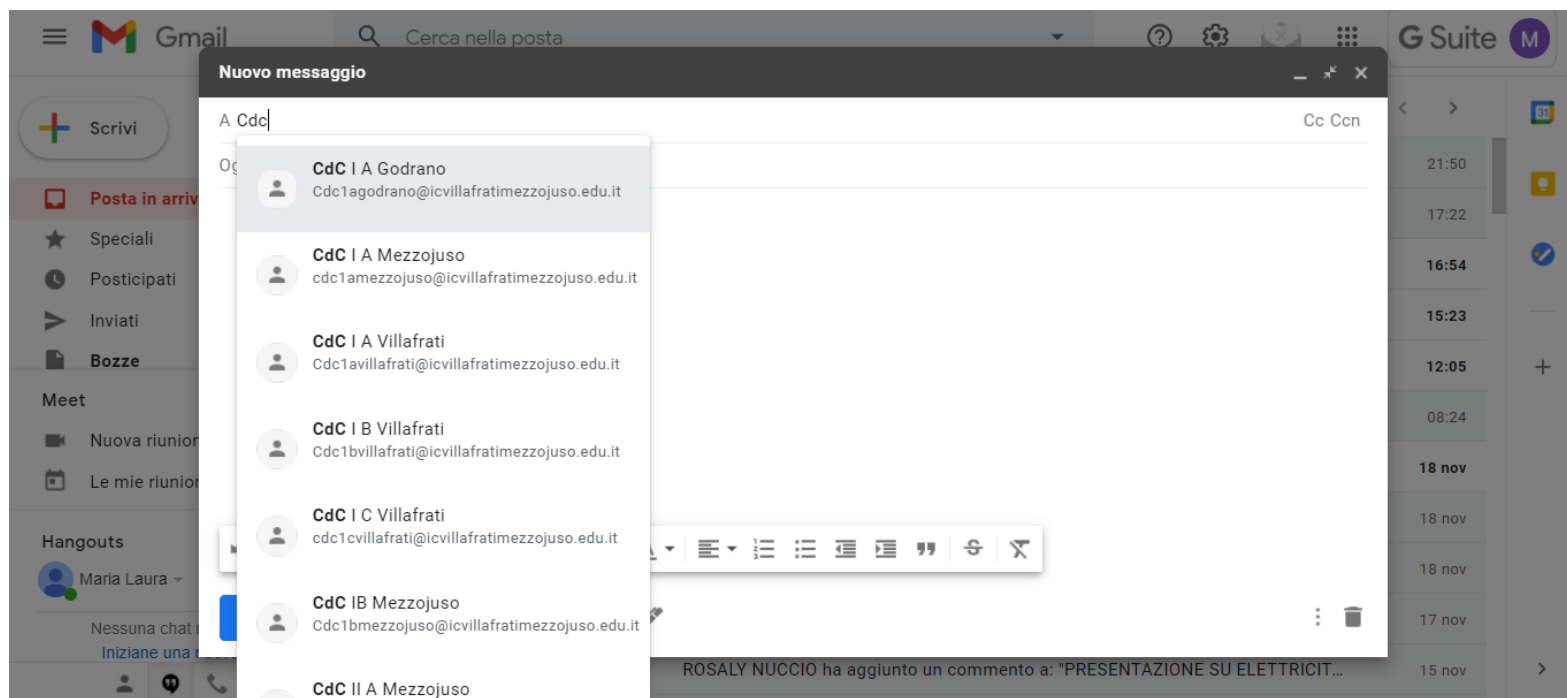 Gmail
Cerca nella posta
G Suite
M
Nuovo messaggio
Scrivi
A Cdc
Cc Ccn
Og
CdC I A Godrano
Cdc1agodrano@icvillafratimezzojuso.edu.it
21:50
Posta in arriv
17:22
Speciali
CdC I A Mezzojuso
cdc1amezzojuso@icvillafratimezzojuso.edu.it
16:54
Posticipati
Inviati
15:23
CdC I A Villafrati
Cdc1avillafrati@icvillafratimezzojuso.edu.it
Bozze
12:05
Meet
08:24
CdC I B Villafrati
Cdc1bvillafrati@icvillafratimezzojuso.edu.it
Nuova riunion
18 nov
Le mie riunion
CdC I C Villafrati
cdc1cvillafrati@icvillafratimezzojuso.edu.it
18 nov
Hangouts
18 nov
Maria Laura
CdC IB Mezzojuso
Cdc1bmezzojuso@icvillafratimezzojuso.edu.it
17 nov
Nessuna chat
Iniziane una
CdC II A Mezzojuso
ROSALY NUCCIO ha aggiunto un commento a: "PRESENTAZIONE SU ELETTRICIT...
15 nov
31